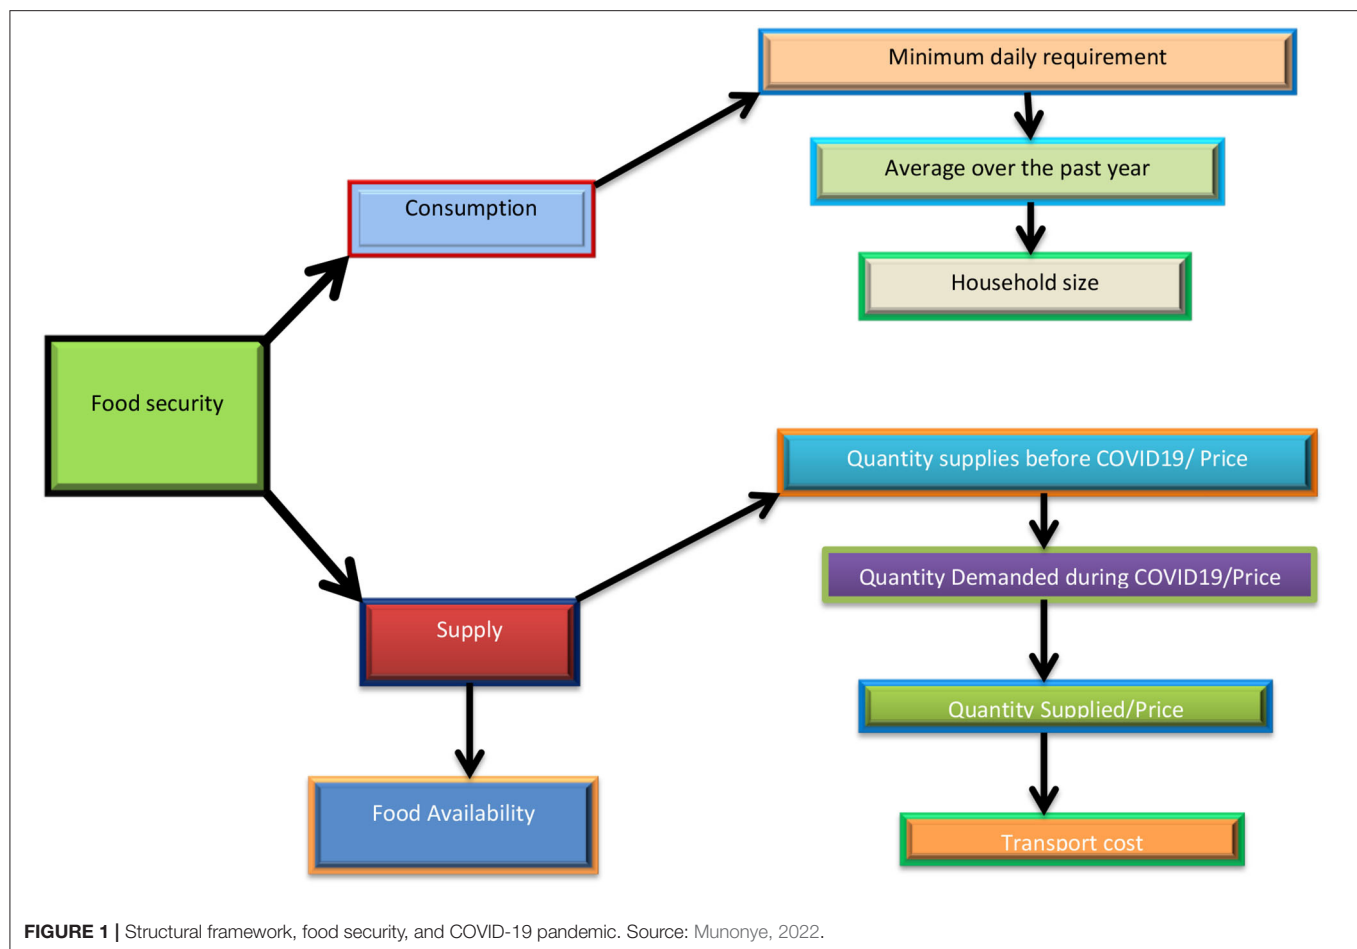 Minimum daily requirement
Average over the past year
Consumption
Household size
Food security
Quantity supplies before COVID19/ Price
Quantity Demanded during COVID19/Price
Supply
Quantity Supplied/Price
Food Availability
Transport cost
FIGURE 1 | Structural framework, food security, and COVID-19 pandemic. Source: Munonye, 2022.